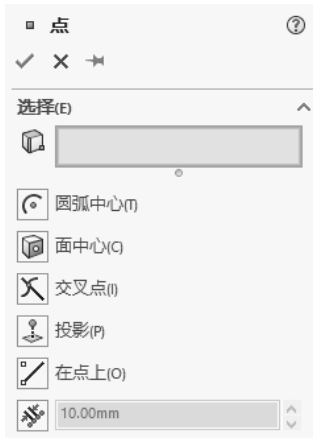 点
选择(E)
圆弧中心(T)
面中心(C)
交叉点(I)
投影(P)
在点上(O)
10.00mm